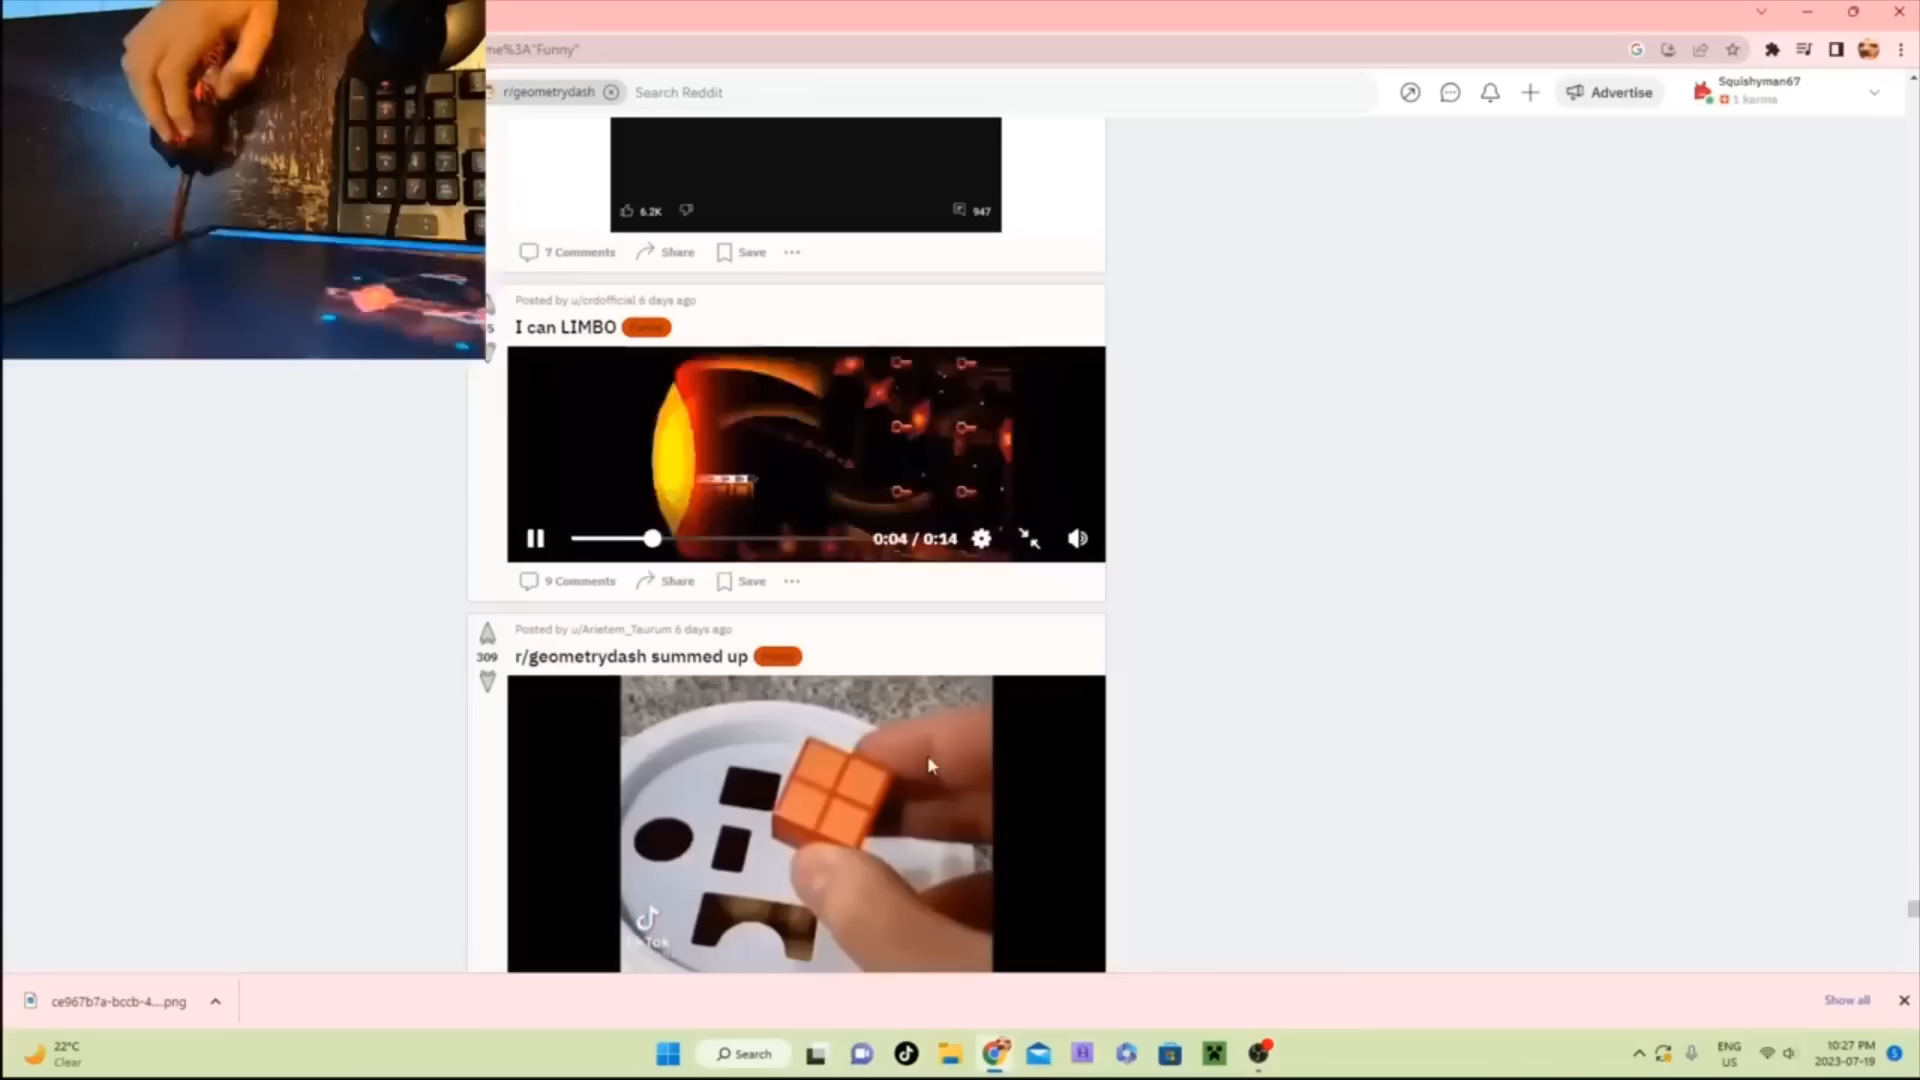 me%3A"Funny"
r/geometrydash
Search Reddit
Advertise
Squishyman67
1 karma
6.2K
947
7 Comments
Share
Save
Posted by u/crdofficial 6 days ago
5
I can LIMBO
0:04 / 0:14
9 Comments
Share
Save
Posted by u/Arietem_Taurum 6 days ago
309
r/geometrydash summed up
ce967b7a-bccb-4....png
Show all
22°C
Clear
Search
ENG
US
10:27 PM
2023-07-19